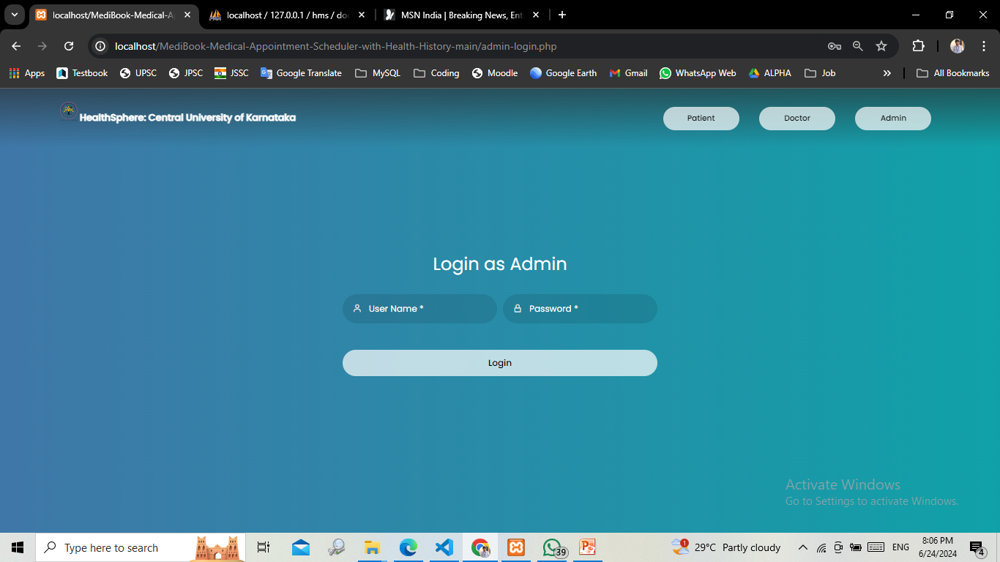 localhost/MediBook-Medical-Ap
localhost / 127.0.0.1 / hms / doc
MSN India | Breaking News, Ent
localhost/MediBook-Medical-Appointment-Scheduler-with-Health-History-main/admin-login.php
Apps Testbook UPSC JPSC JSSC Google Translate MySQL Coding Moodle Google Earth Gmail WhatsApp Web ALPHA Job All Bookmarks
HealthSphere: Central University of Karnataka
Patient Doctor Admin
Login as Admin
User Name * Password *
Login
Activate Windows
Go to Settings to activate Windows.
Type here to search
39
1
29°C Partly cloudy
ENG
8:06 PM
6/24/2024
4